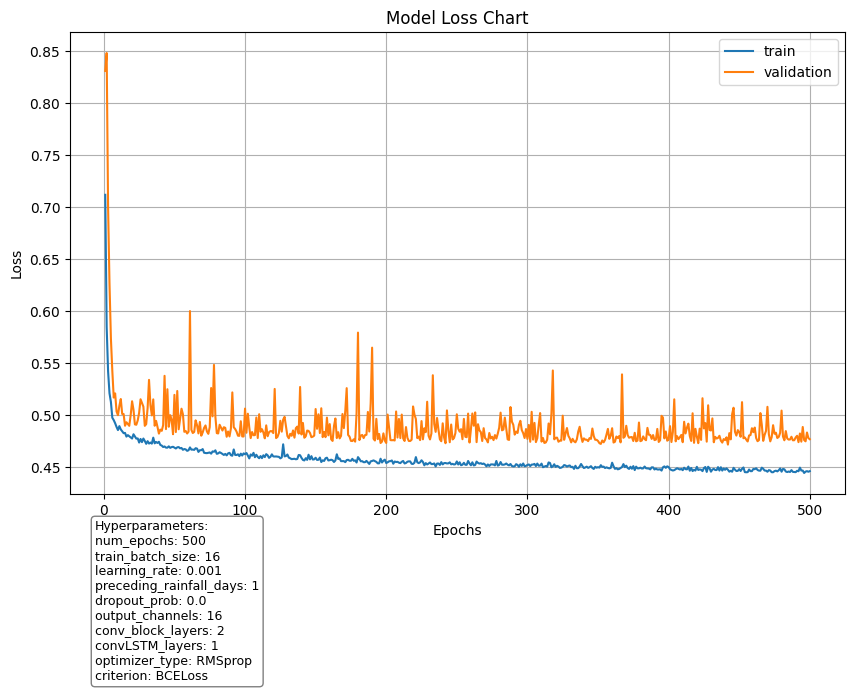 Model Loss Chart
train
validation
0.85
0.80
0.75
0.70
0.65
0.60
0.55
0.50
0.45
Loss
0 100 200 300 400 500
Epochs
Hyperparameters:
num_epochs: 500
train_batch_size: 16
learning_rate: 0.001
preceding_rainfall_days: 1
dropout_prob: 0.0
output_channels: 16
conv_block_layers: 2
convLSTM_layers: 1
optimizer_type: RMSprop
criterion: BCELoss